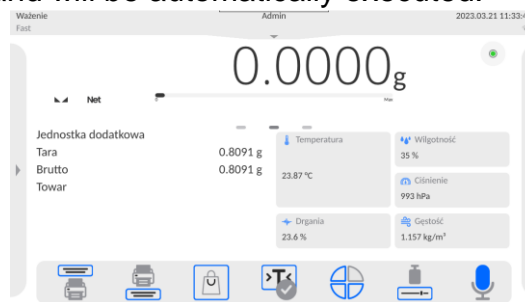 and will be automatically executed.
Ważenie Admin 2023.03.21 11:33:
Fast
0.0000g
Net
Max
Jednostka dodatkowa
Tara 0.8091 g
Brutto 0.8091 g
Towar
Temperatura
23.87 °C
Wilgotność
35 %
Ciśnienie
993 hPa
Drgania
23.6 %
Gęstość
1.157 kg/m³
>T<